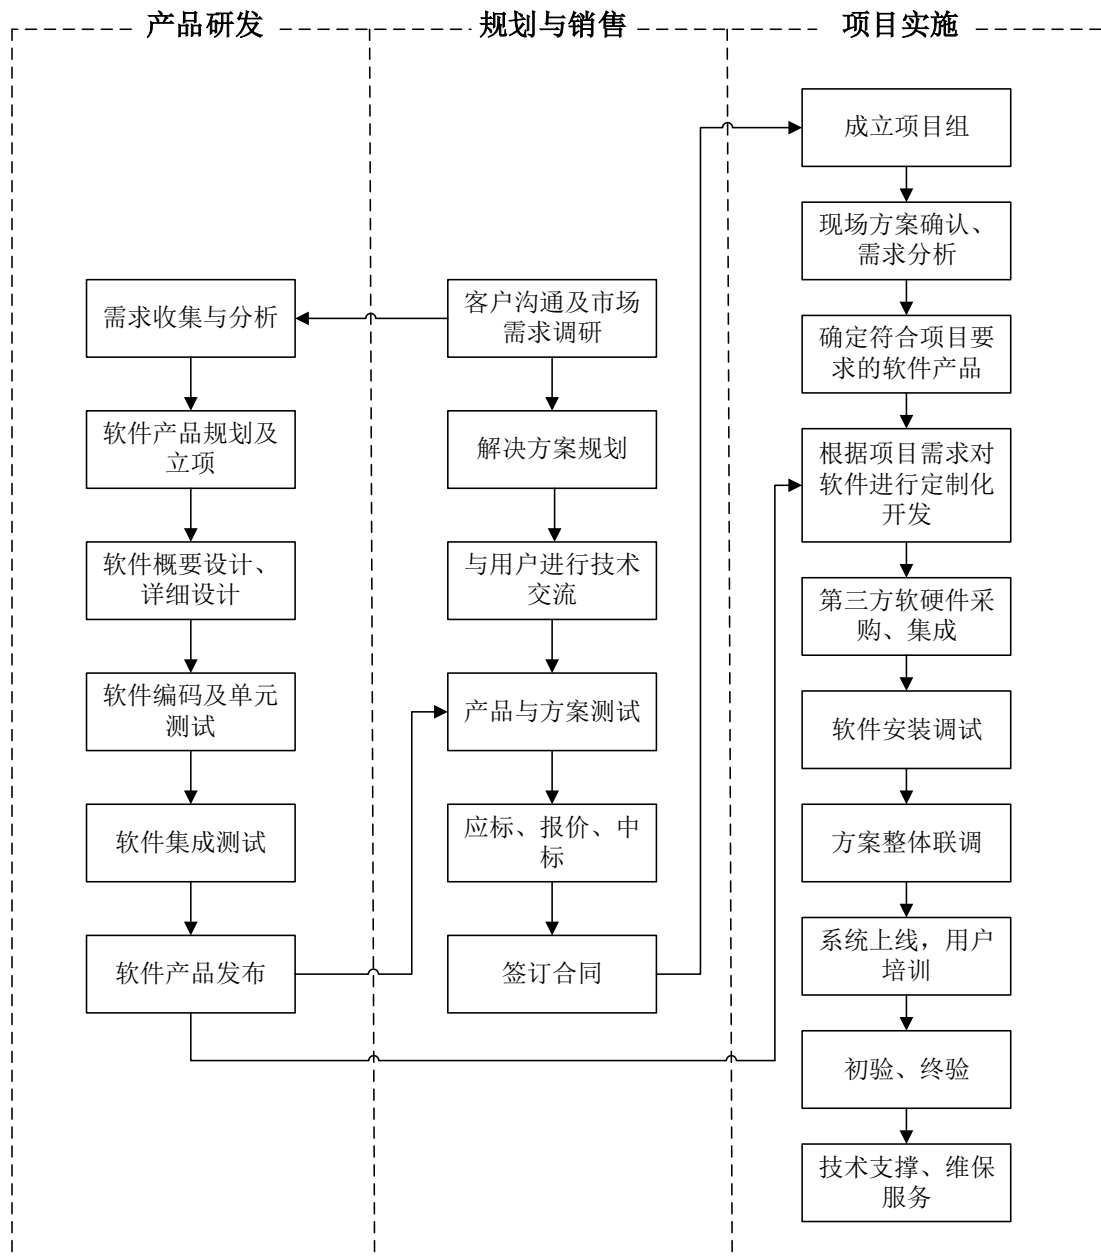 产品研发
规划与销售
项目实施
需求收集与分析
软件产品规划及
立项
软件概要设计、
详细设计
软件编码及单元
测试
软件集成测试
软件产品发布
客户沟通及市场
需求调研
解决方案规划
与用户进行技术
交流
产品与方案测试
应标、报价、中
标
签订合同
成立项目组
现场方案确认、
需求分析
确定符合项目要
求的软件产品
根据项目需求对
软件进行定制化
开发
第三方软硬件采
购、集成
软件安装调试
方案整体联调
系统上线，用户
培训
初验、终验
技术支撑、维保
服务